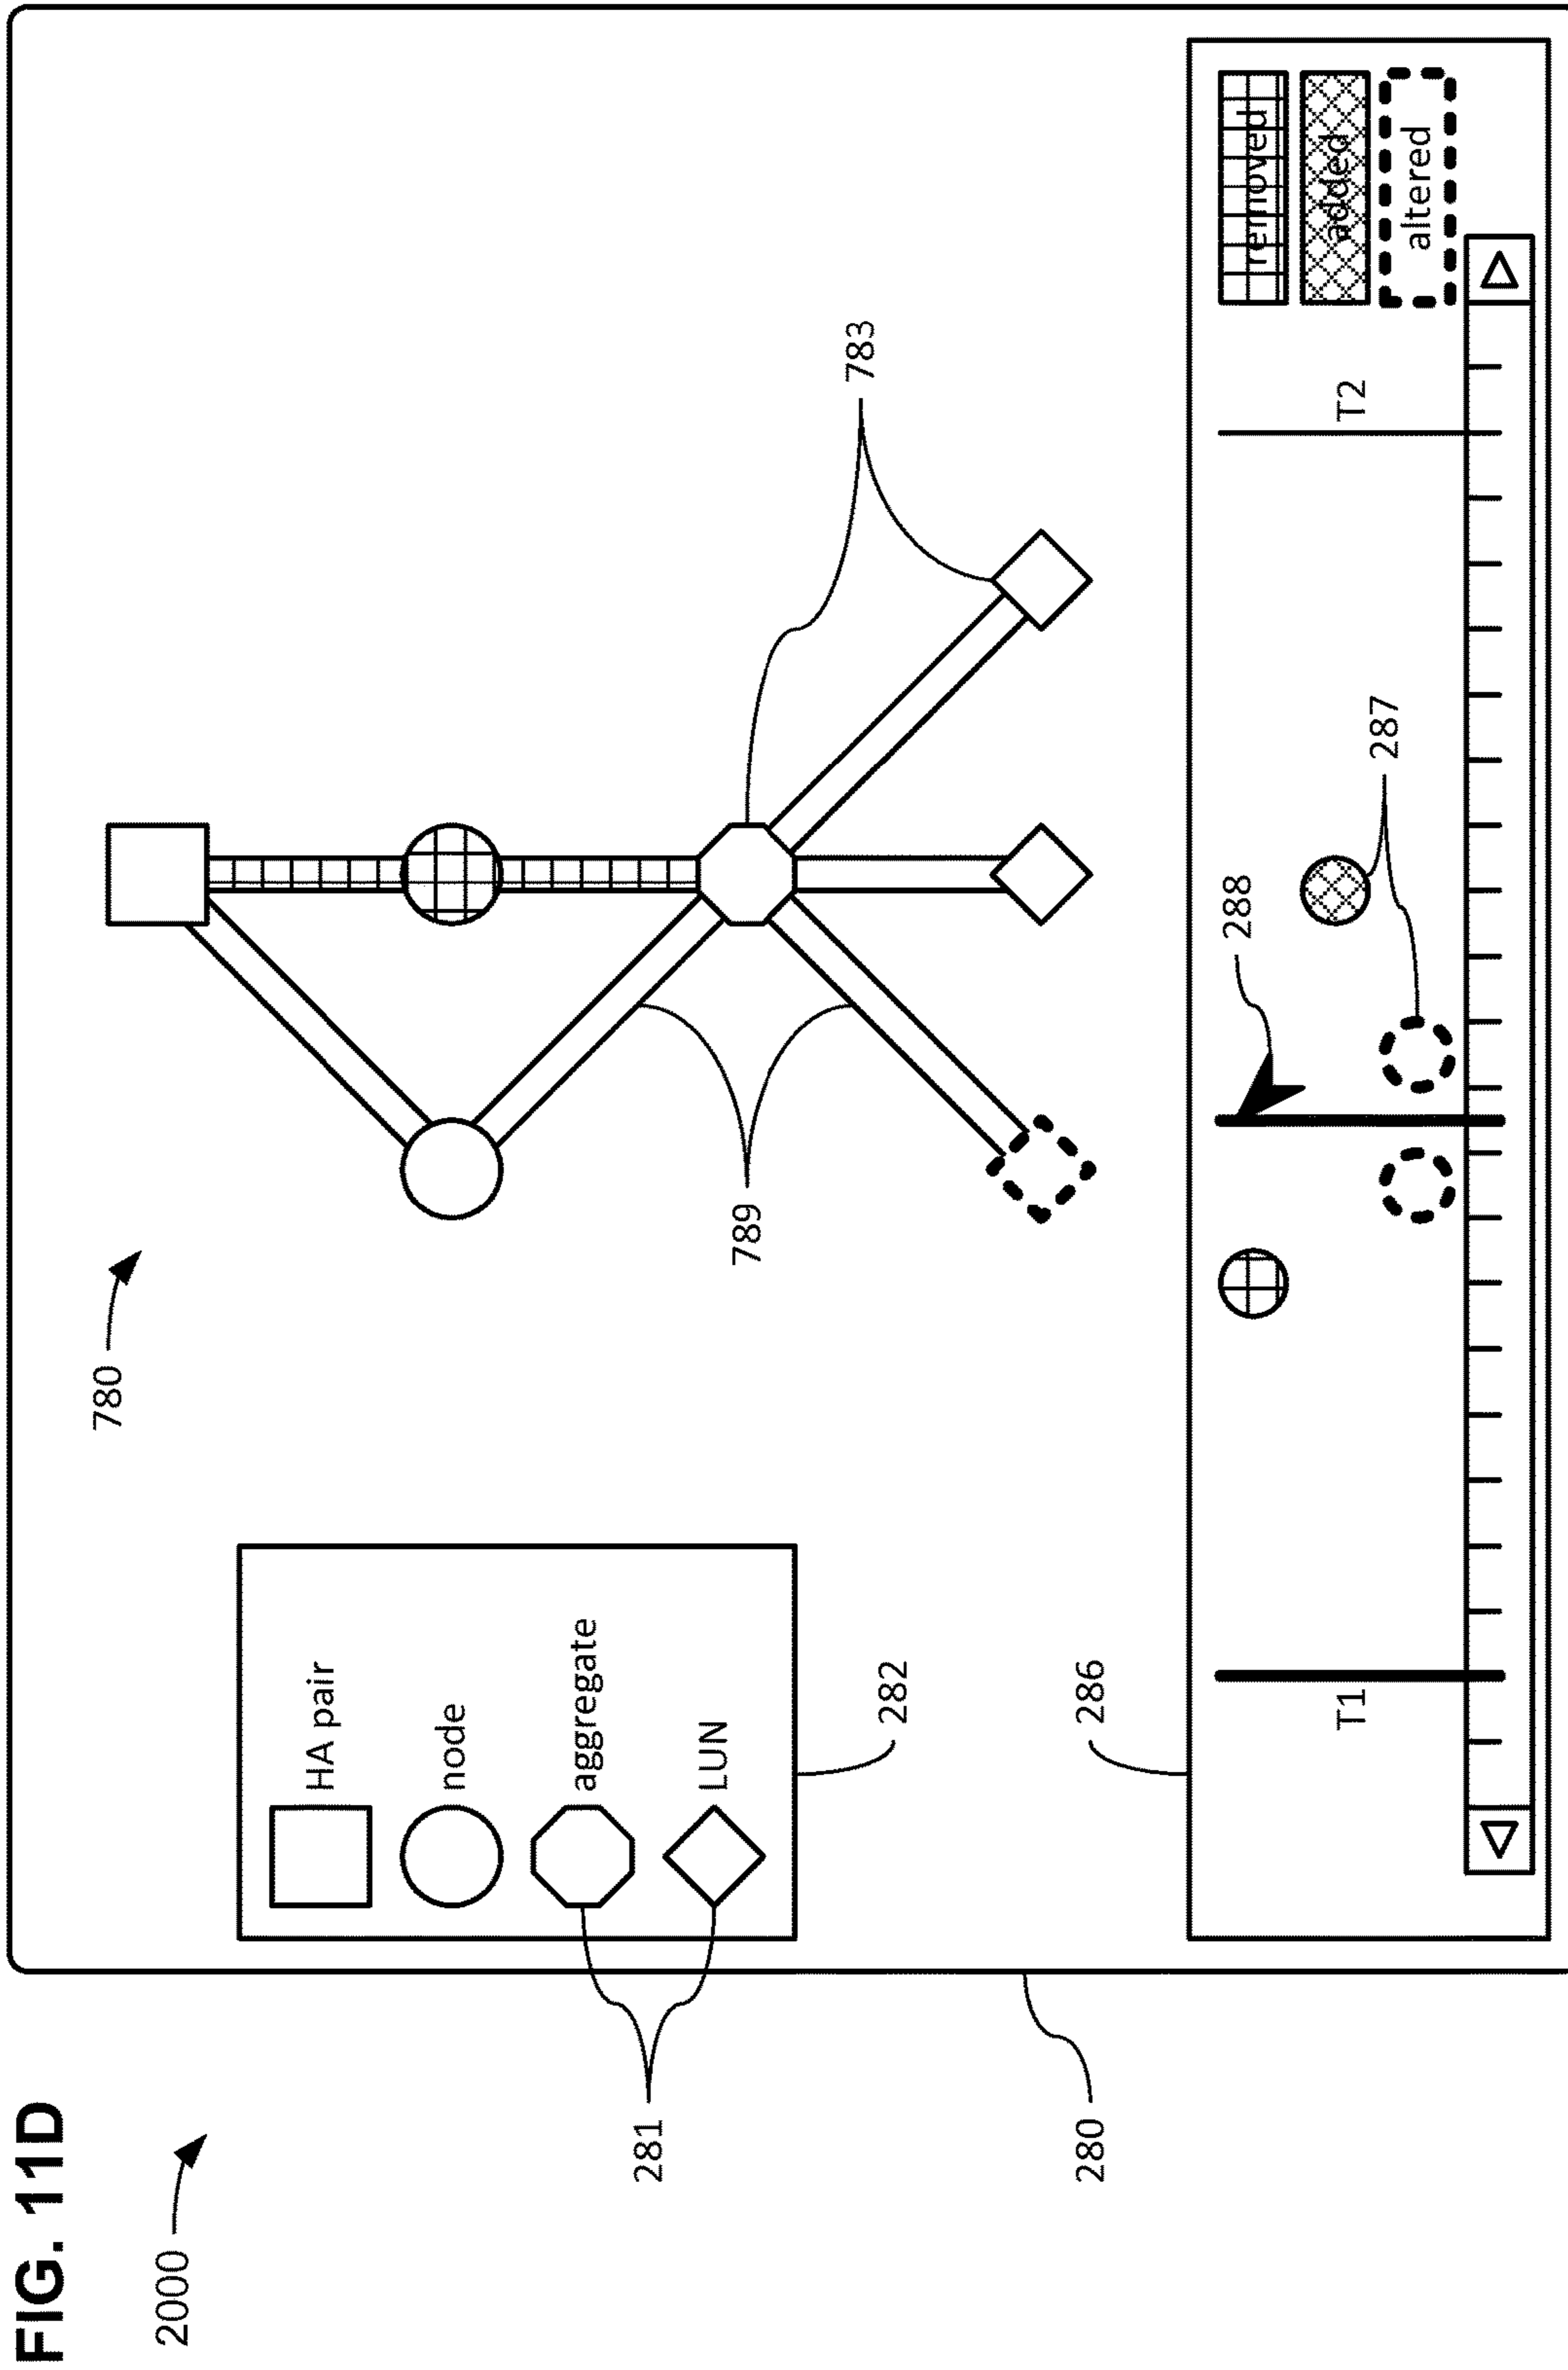 FIG. 11D
2000
780
HA pair
node
aggregate
LUN
281
282
789
783
280
286
288
287
T1
T2
removed
added
altered